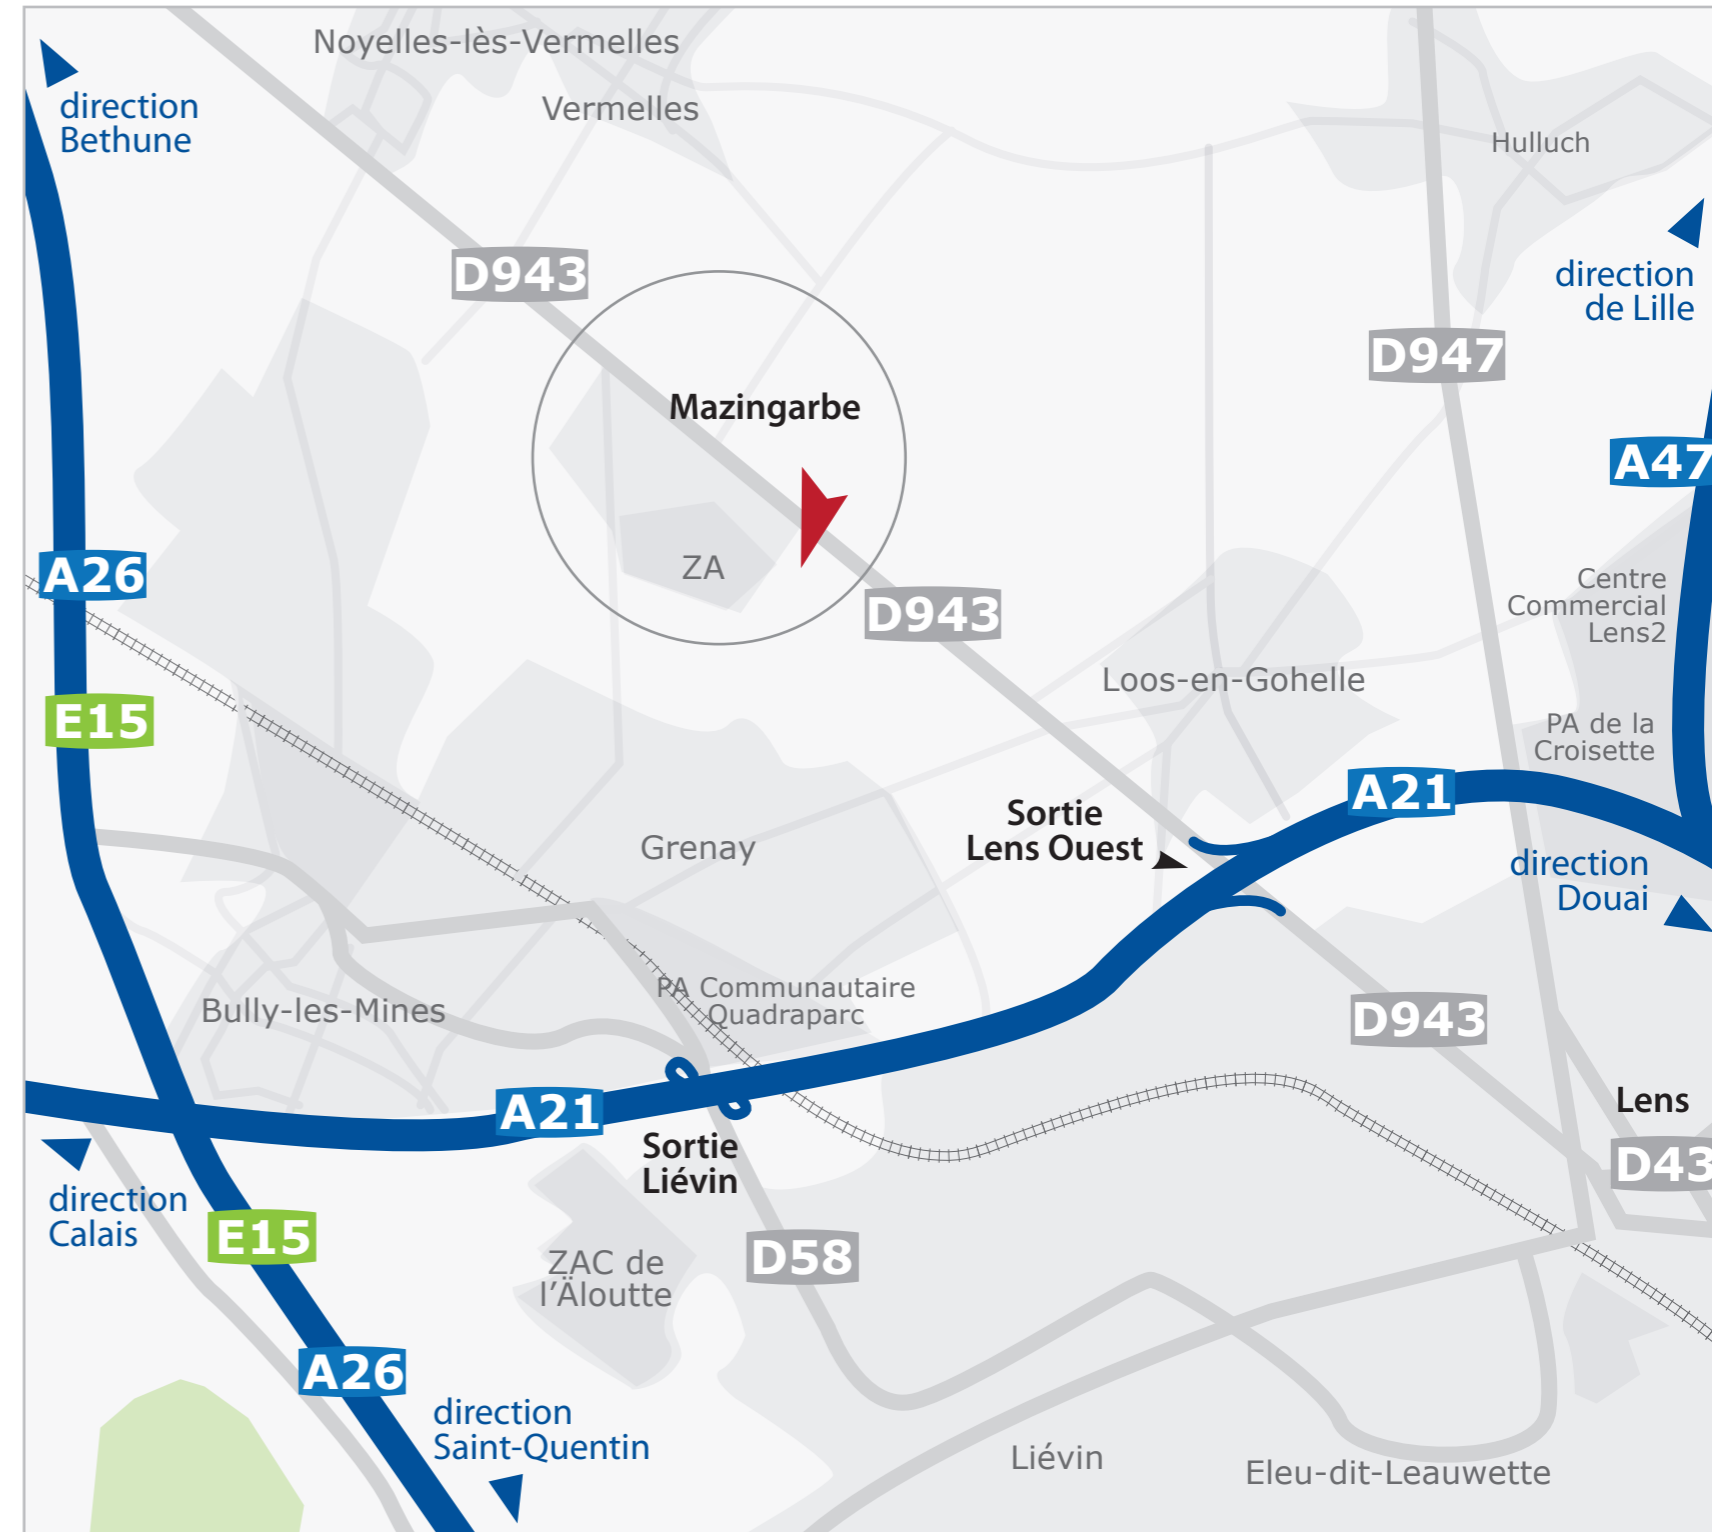 Noyelles-lès-Vermelles
direction
Bethune
Vermelles
Hulluch
D943
direction
de Lille
D947
Mazingarbe
A47
A26
ZA
D943
Centre
Commercial
Lens2
Loos-en-Gohelle
E15
PA de la
Croisette
A21
Sortie
Lens Ouest
Grenay
direction
Douai
PA Communautaire
Quadraparc
Bully-les-Mines
D943
A21
Lens
Sortie
Liévin
D43
direction
Calais
E15
ZAC de
l’Äloutte
D58
A26
direction
Saint-Quentin
Liévin
Eleu-dit-Leauwette